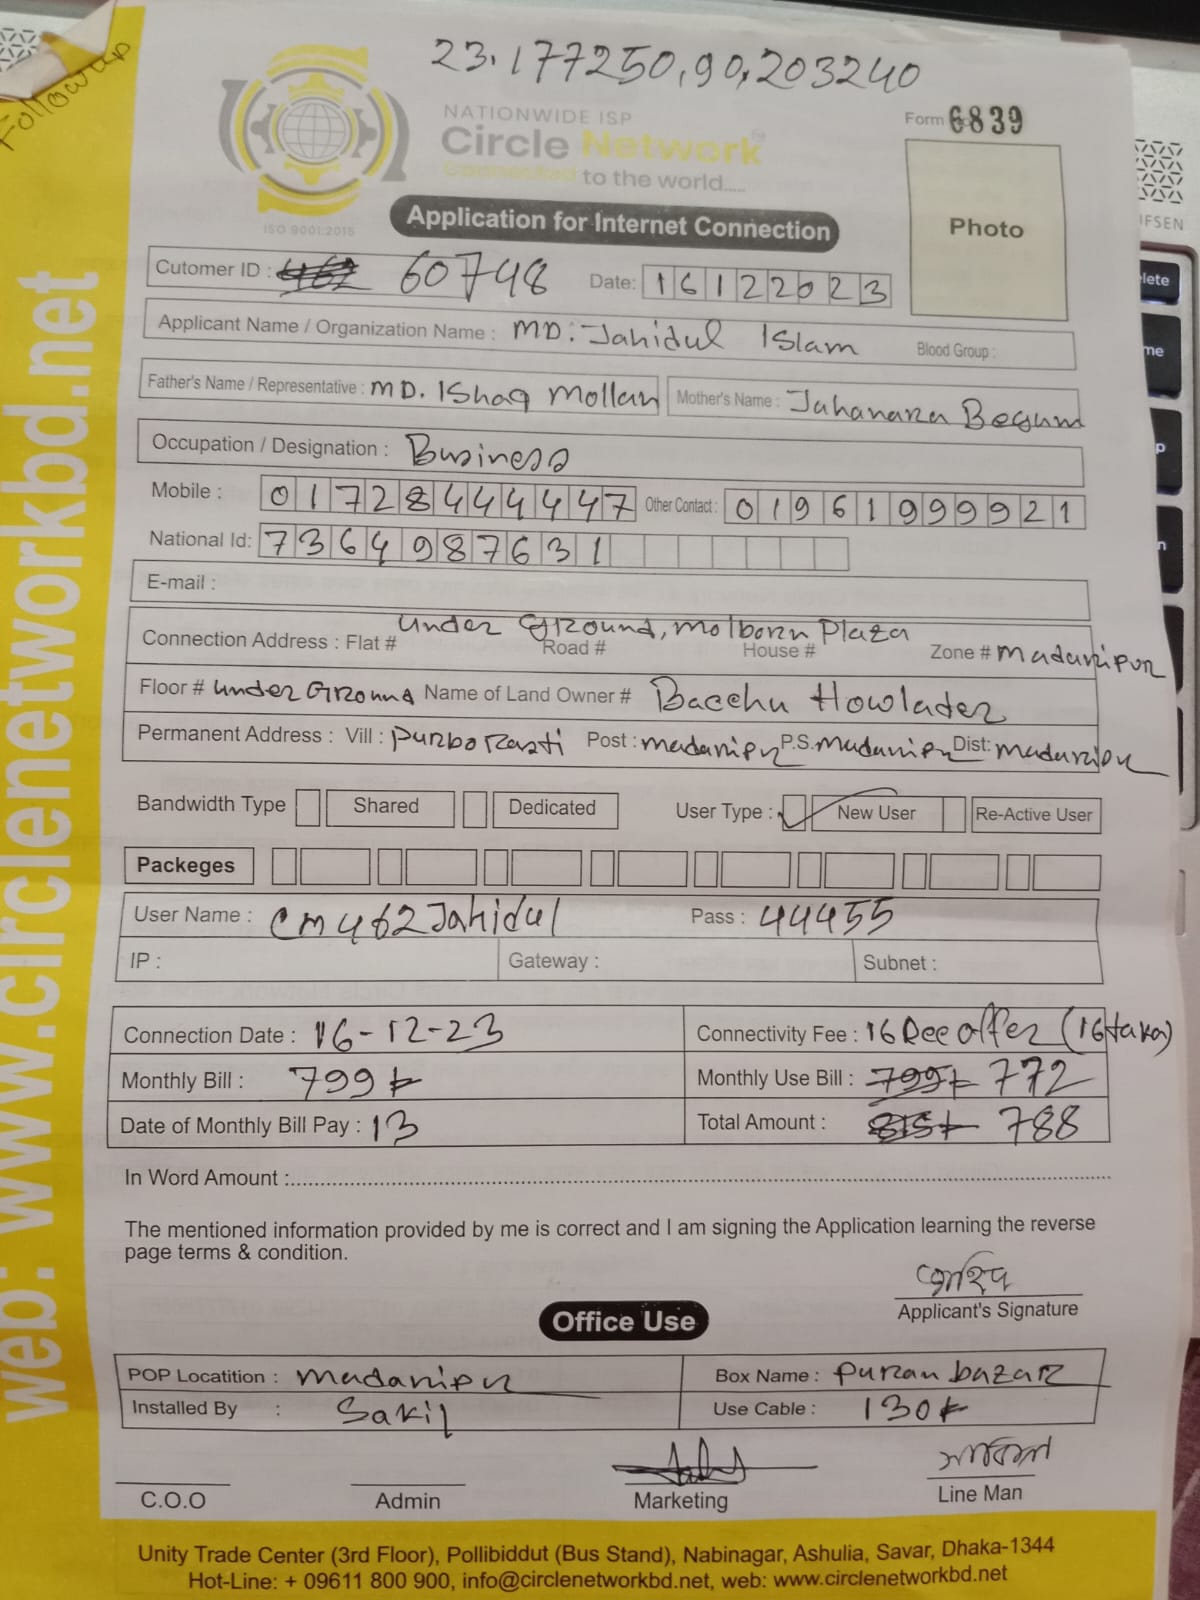 Followup
23.177250,90,203240
NATIONWIDE ISP
Circle Network
Connected to the world.....
ISO 9001:2015
Form 6839
Photo
Application for Internet Connection
Cutomer ID : 462 60748 Date: 16122023
Applicant Name / Organization Name : MD: Jahidul Islam Blood Group :
Father's Name / Representative : MD. IShaq Mollah Mother's Name : Jahanara Begum
Occupation / Designation : Business
Mobile : 01728444447 Other Contact : 01961999921
National Id: 7364987631
E-mail :
under Ground, Molborn Plaza
Connection Address : Flat # Road # House # Zone # Madaripur
Floor # under Ground Name of Land Owner # Bacchu Howlader
Permanent Address : Vill : Purbo Rasti Post : Madaripur P.S. Madaripur Dist: Madaripur
Bandwidth Type Shared Dedicated User Type : New User Re-Active User
Packeges
User Name : cm462Jahidul Pass : 44455
IP : Gateway : Subnet :
Connection Date : 16-12-23 Connectivity Fee : 16 Dec offer (16 taka)
Monthly Bill : 799 Monthly Use Bill : 799 772
Date of Monthly Bill Pay : 13 Total Amount : 815 788
In Word Amount :
The mentioned information provided by me is correct and I am signing the Application learning the reverse
page terms & condition.
জাহিদ
Applicant's Signature
Office Use
POP Locatition : Madaripur Box Name : Puran bazar
Installed By : Sakil Use Cable : 130
C.O.O Admin Marketing Line Man
Unity Trade Center (3rd Floor), Pollibiddut (Bus Stand), Nabinagar, Ashulia, Savar, Dhaka-1344
Hot-Line: + 09611 800 900, info@circlenetworkbd.net, web: www.circlenetworkbd.net
web: www.circlenetworkbd.net